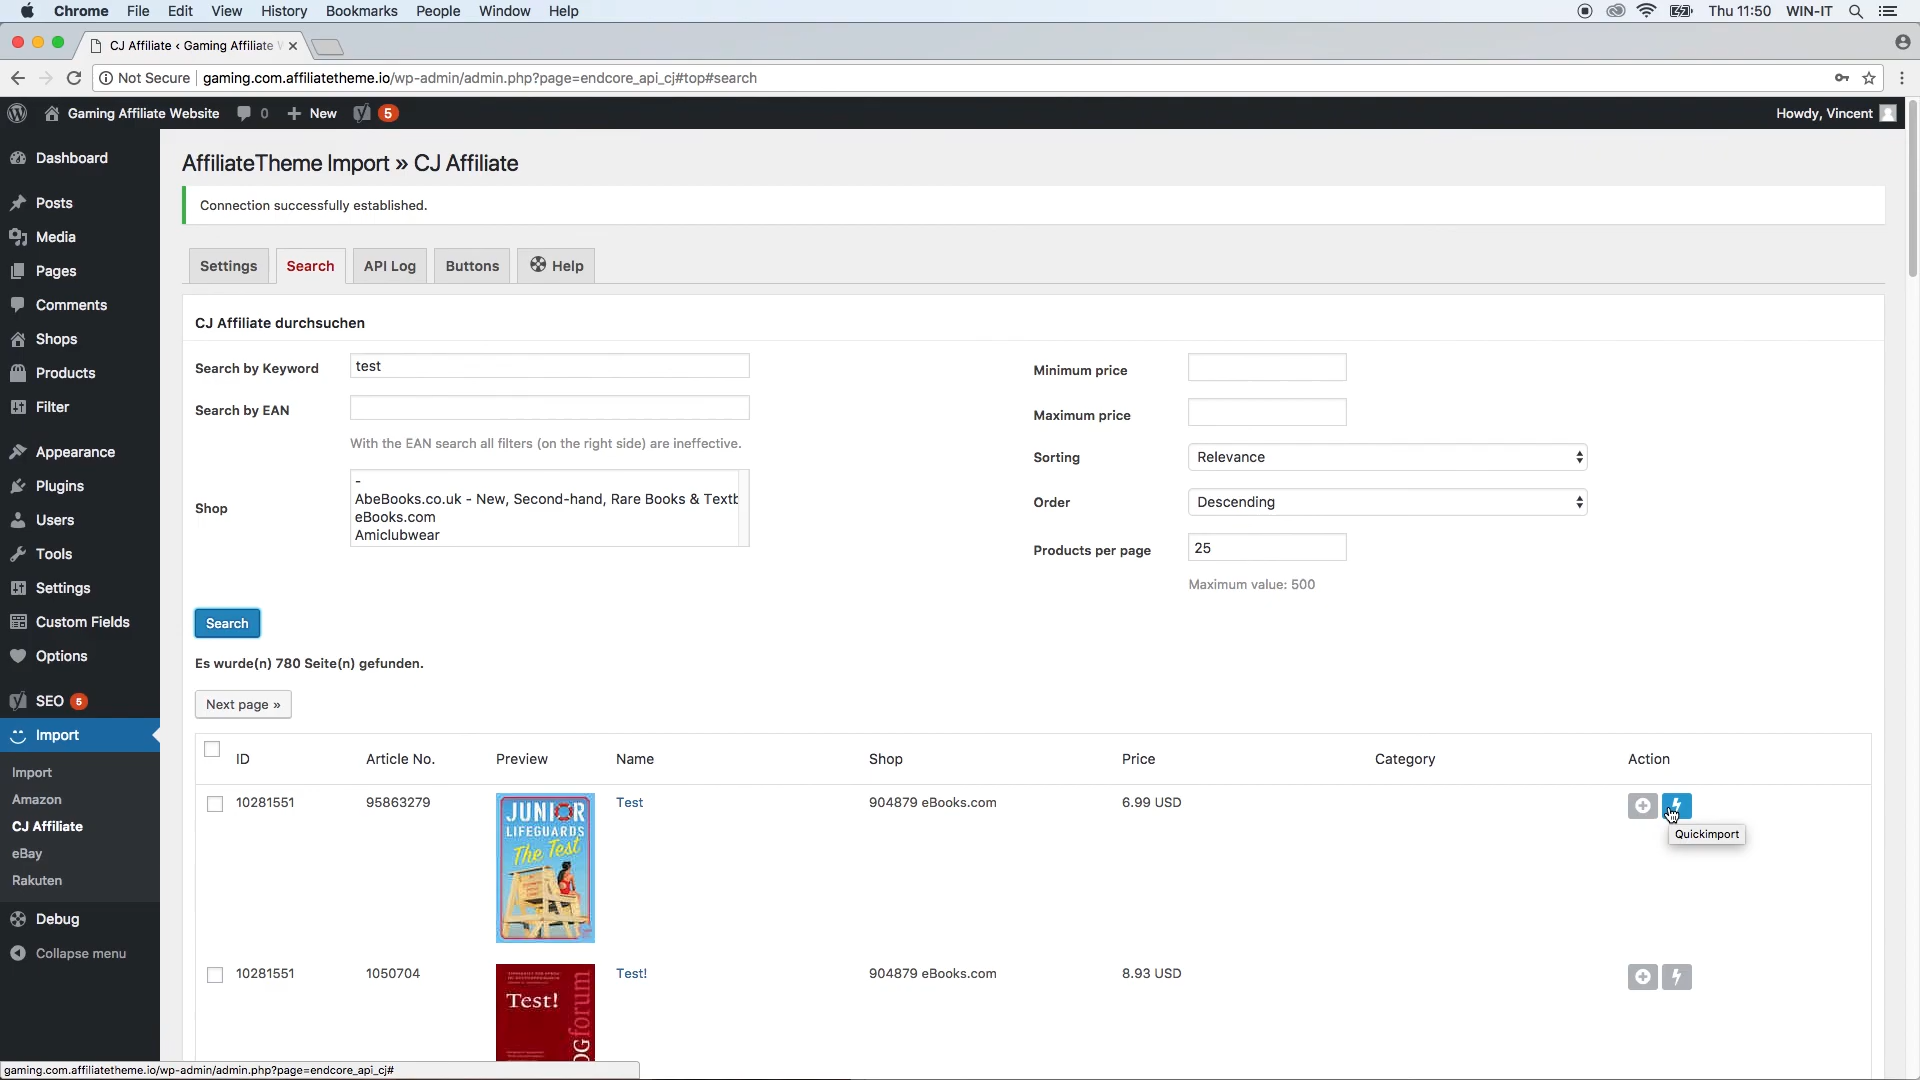 Chrome File Edit View History Bookmarks People Window Help Thu 11:50 WIN-IT
CJ Affiliate ‹ Gaming Affiliate
Not Secure gaming.com.affiliatetheme.io/wp-admin/admin.php?page=endcore_api_cj#top#search
Gaming Affiliate Website 0 New 5 Howdy, Vincent
Dashboard
Posts
Media
Pages
Comments
Shops
Products
Filter
Appearance
Plugins
Users
Tools
Settings
Custom Fields
Options
SEO 5
Import
Import
Amazon
CJ Affiliate
eBay
Rakuten
Debug
Collapse menu
AffiliateTheme Import » CJ Affiliate
Connection successfully established.
Settings Search API Log Buttons Help
CJ Affiliate durchsuchen
Search by Keyword test
Search by EAN
With the EAN search all filters (on the right side) are ineffective.
Shop
-
AbeBooks.co.uk - New, Second-hand, Rare Books & Textb
eBooks.com
Amiclubwear
Minimum price
Maximum price
Sorting Relevance
Order Descending
Products per page 25
Maximum value: 500
Search
Es wurde(n) 780 Seite(n) gefunden.
Next page »
ID Article No. Preview Name Shop Price Category Action
10281551 95863279 Test 904879 eBooks.com 6.99 USD
JUNIOR
LIFEGUARDS
The Test
Quickimport
10281551 1050704 Test! 904879 eBooks.com 8.93 USD
Test!
OGforum
gaming.com.affiliatetheme.io/wp-admin/admin.php?page=endcore_api_cj#